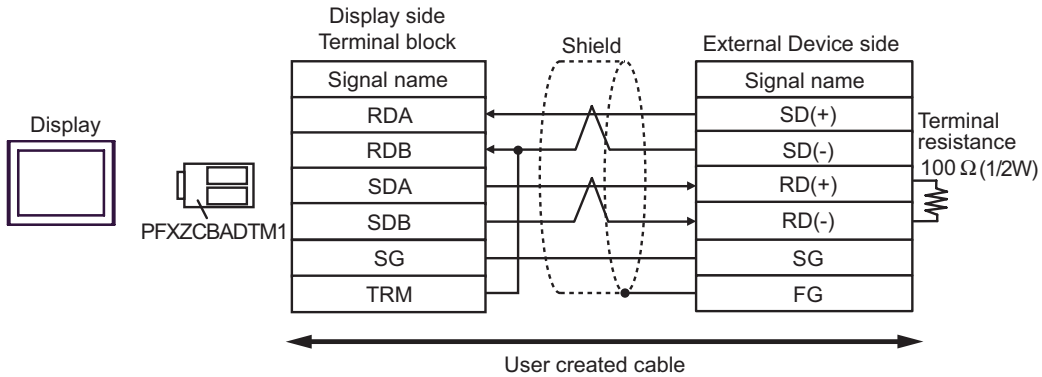 Display side
Terminal block
Shield
External Device side
Signal name
Signal name
RDA
SD(+)
RDB
SD(-)
SDA
RD(+)
SDB
RD(-)
SG
SG
TRM
FG
Terminal
resistance
100 Ω (1/2W)
Display
PFXZCBADTM1
User created cable